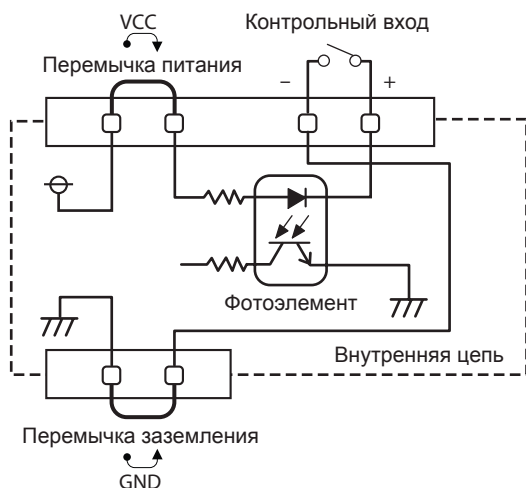 VCC
Контрольный вход
Перемычка питания
– +
Фотоэлемент
Внутренняя цепь
Перемычка заземления
GND